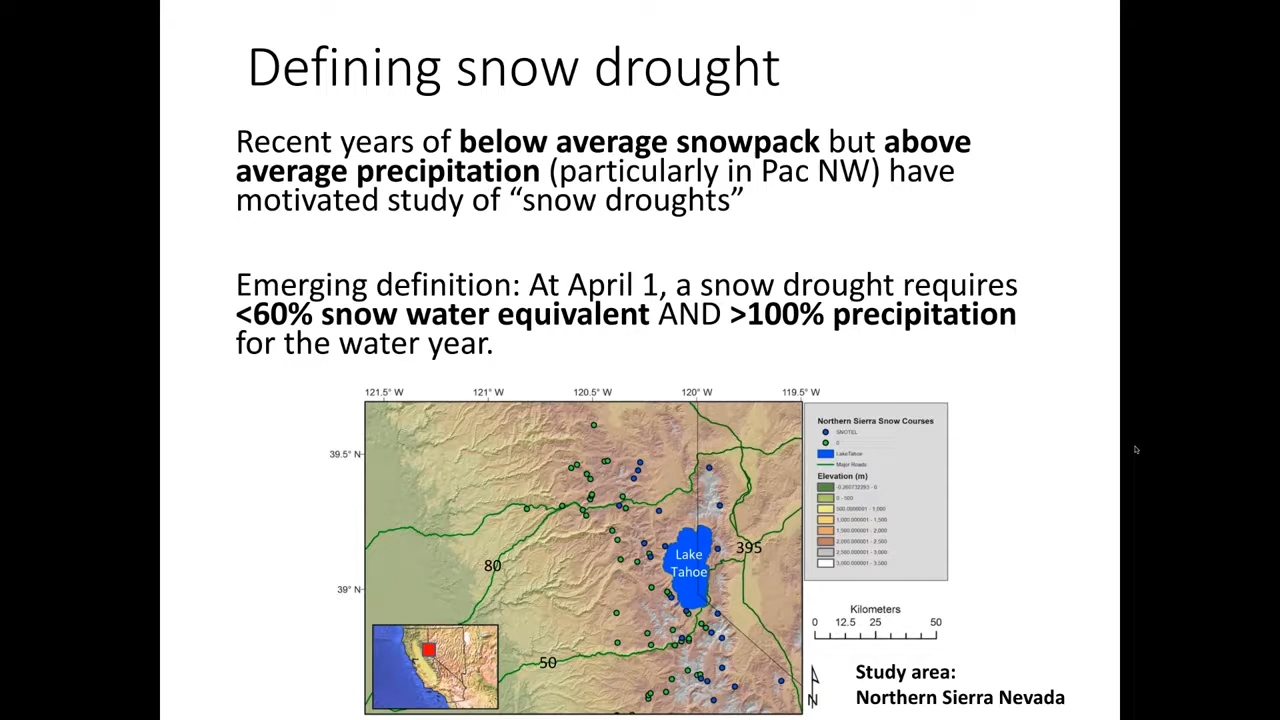 Defining snow drought
Recent years of below average snowpack but above
average precipitation (particularly in Pac NW) have
motivated study of “snow droughts”
Emerging definition: At April 1, a snow drought requires
<60% snow water equivalent AND >100% precipitation
for the water year.
121.5° W 121° W 120.5° W 120° W 119.5° W
39.5° N
39° N
80
50
395
Lake
Tahoe
Northern Sierra Snow Courses
SNOTEL
LakeTahoe
Major Roads
Elevation (m)
0 - 500
500.0000001 - 1,000
1,000.000001 - 1,500
1,500.000001 - 2,000
2,000.000001 - 2,500
2,500.000001 - 3,000
3,000.000001 - 3,500
Kilometers
0 12.5 25 50
N
Study area:
Northern Sierra Nevada